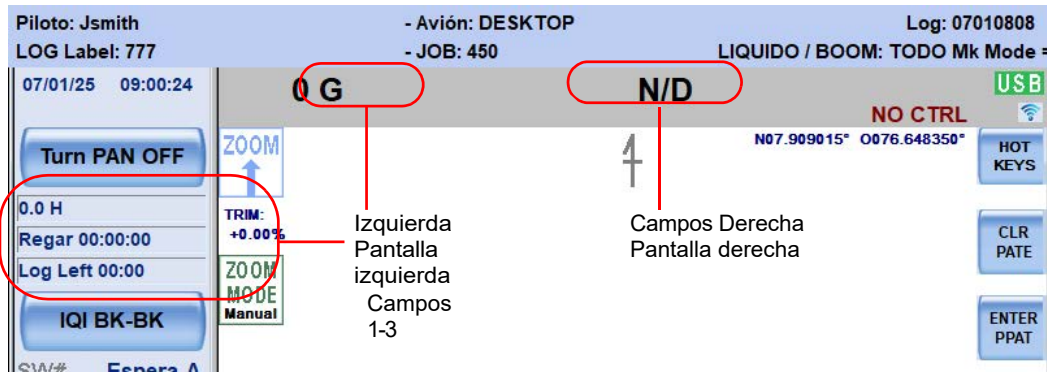 Piloto: Jsmith - Avión: DESKTOP Log: 07010808
LOG Label: 777 - JOB: 450 LIQUIDO / BOOM: TODO Mk Mode =
07/01/25 09:00:24
0 G
N/D
USB
NO CTRL
Turn PAN OFF
ZOOM
N07.909015° O076.648350°
HOT
KEYS
0.0 H
Regar 00:00:00
Log Left 00:00
TRIM:
+0.00%
Izquierda
Pantalla
izquierda
Campos
1-3
Campos Derecha
Pantalla derecha
CLR
PATE
ZOOM
MODE
Manual
IQI BK-BK
ENTER
PPAT
SW# Espera A